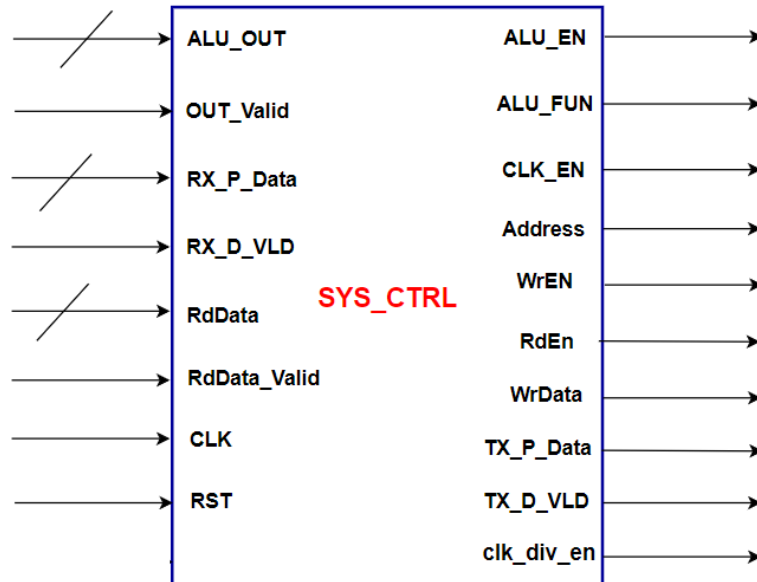 ALU_OUT
OUT_Valid
RX_P_Data
RX_D_VLD
RdData
RdData_Valid
CLK
RST
SYS_CTRL
ALU_EN
ALU_FUN
CLK_EN
Address
WrEN
RdEn
WrData
TX_P_Data
TX_D_VLD
clk_div_en